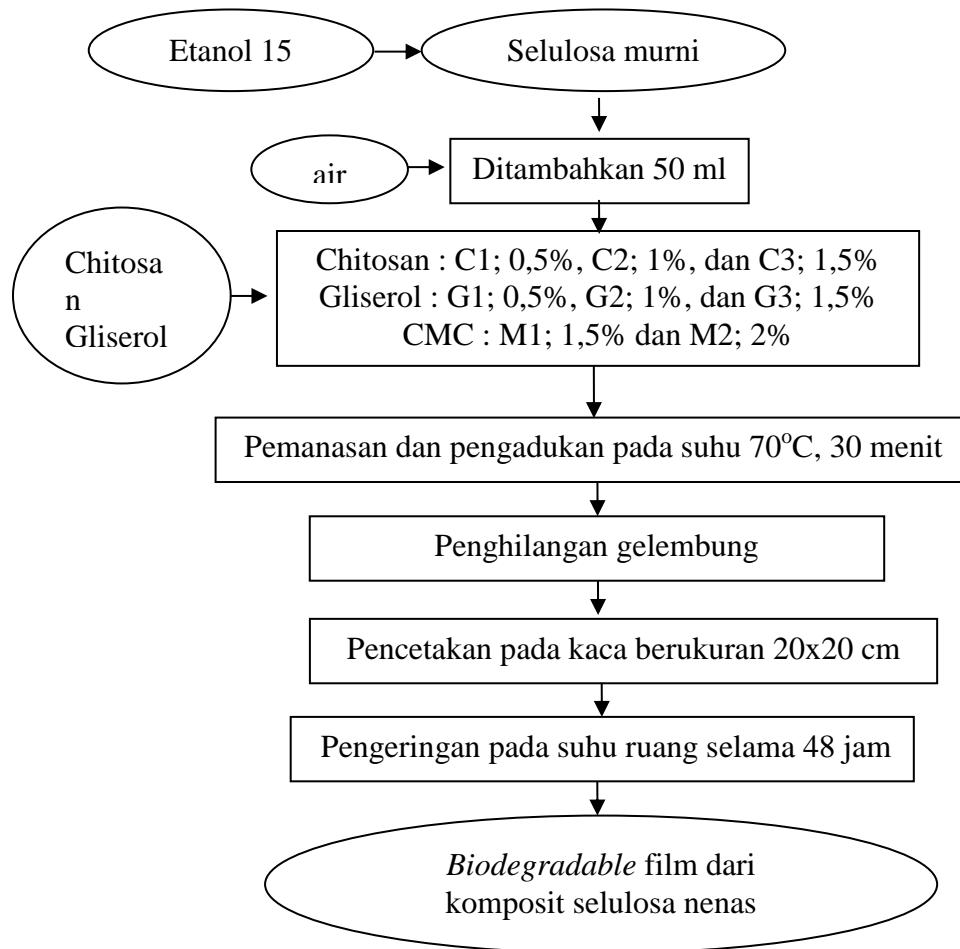 Etanol 15
Selulosa murni
air
Ditambahkan 50 ml
Chitosa
n
Gliserol
Chitosan : C1; 0,5%, C2; 1%, dan C3; 1,5%
Gliserol : G1; 0,5%, G2; 1%, dan G3; 1,5%
CMC : M1; 1,5% dan M2; 2%
Pemanasan dan pengadukan pada suhu 70°C, 30 menit
Penghilangan gelembung
Pencetakan pada kaca berukuran 20x20 cm
Pengeringan pada suhu ruang selama 48 jam
Biodegradable film dari
komposit selulosa nenas